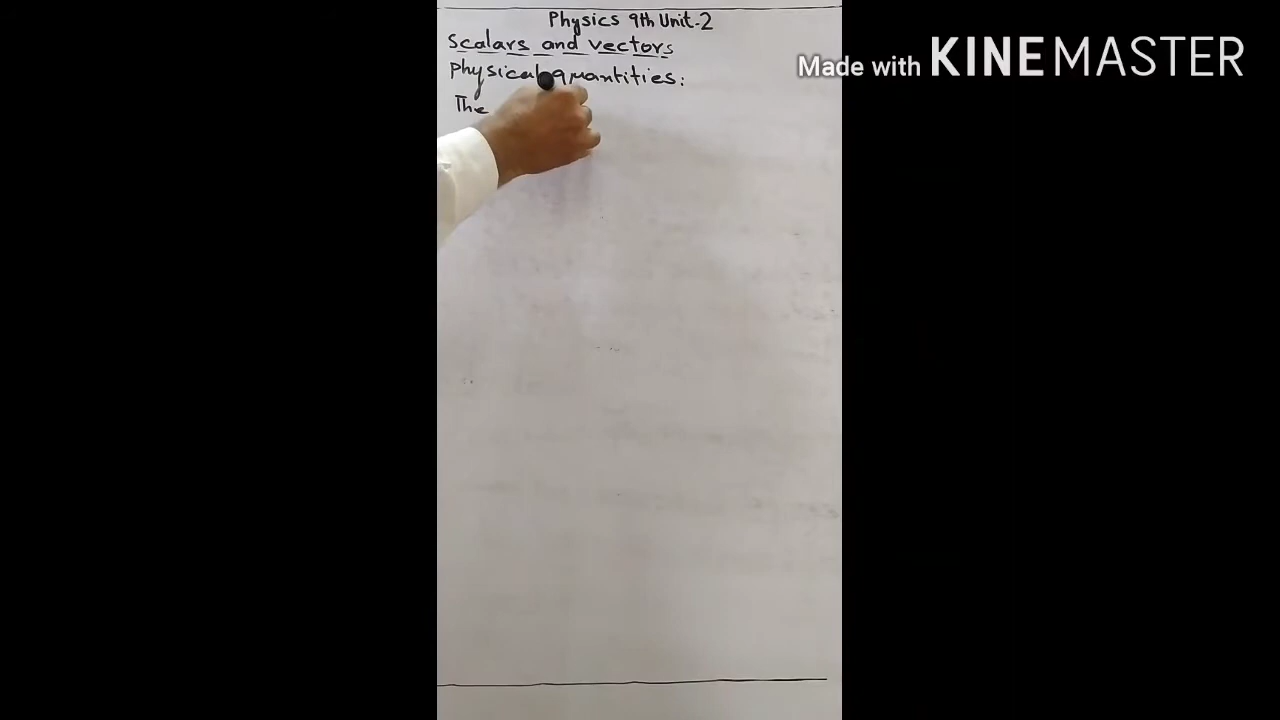 Physics 9th Unit-2
Scalars and vectors
Physical quantities:
The
Made with KINEMASTER